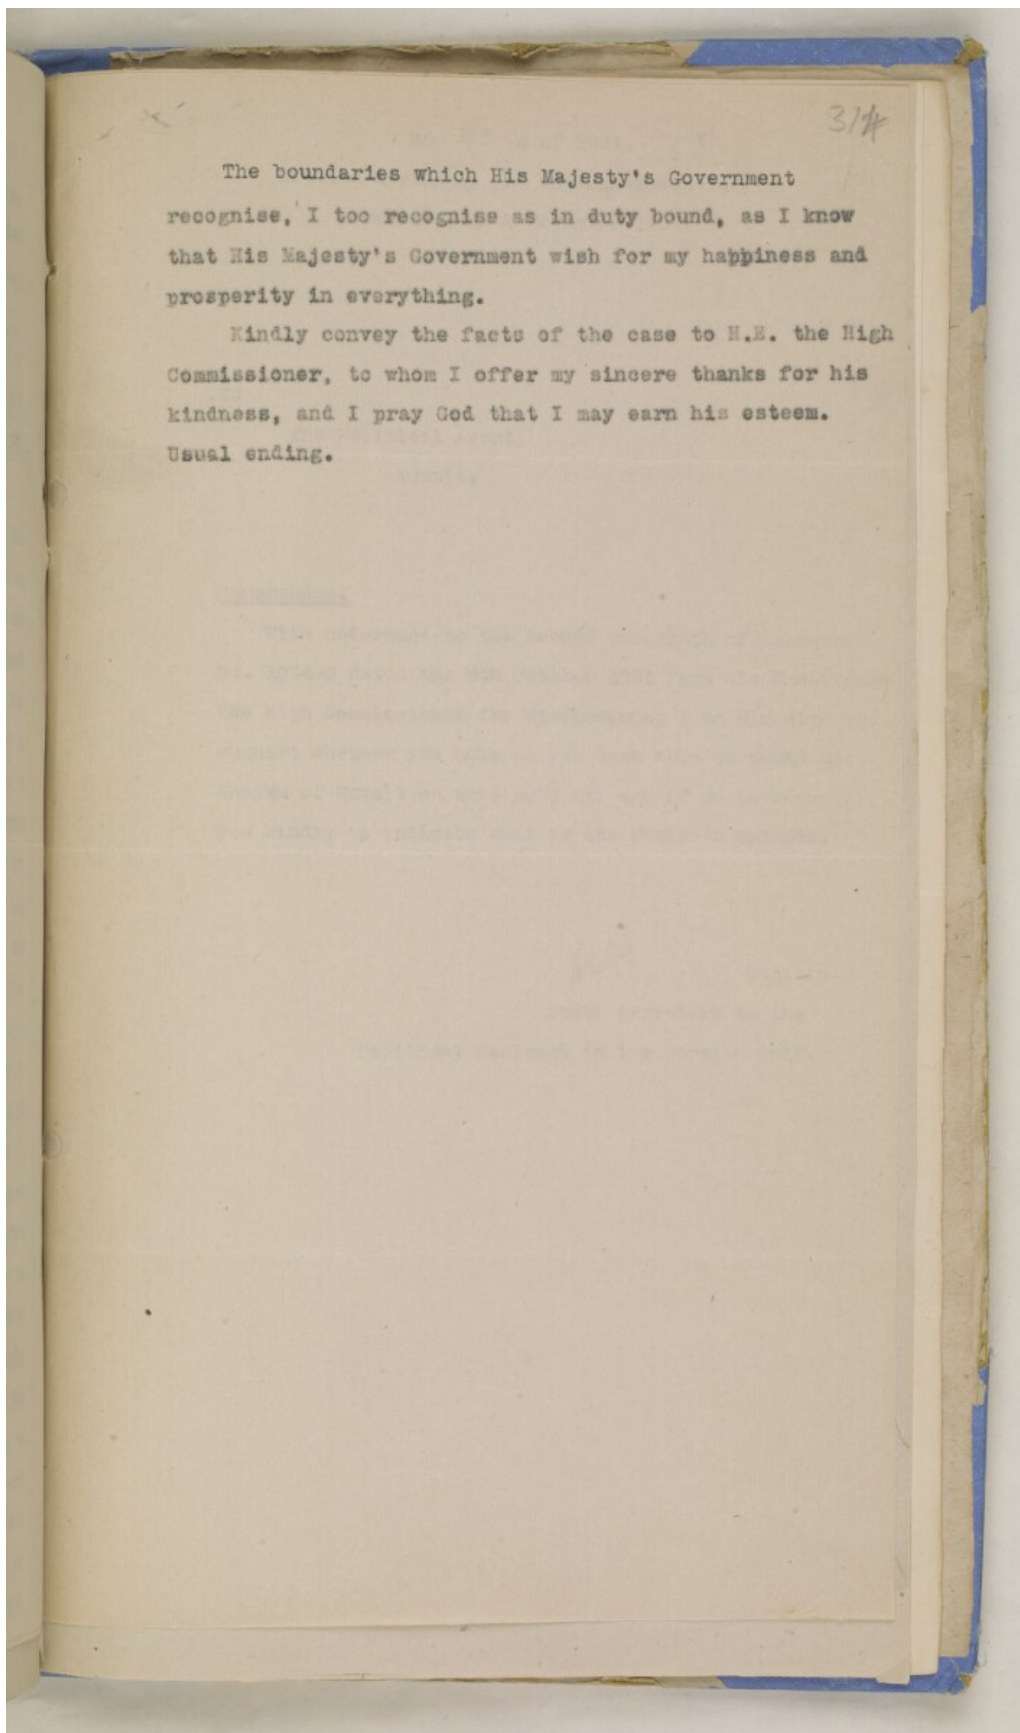 314
The boundaries which His Majesty's Government
recognise, I too recognise as in duty bound, as I know
that His Majesty's Government wish for my happiness and
prosperity in everything.
Kindly convey the facts of the case to H.E. the High
Commissioner, to whom I offer my sincere thanks for his
kindness, and I pray God that I may earn his esteem.
Usual ending.